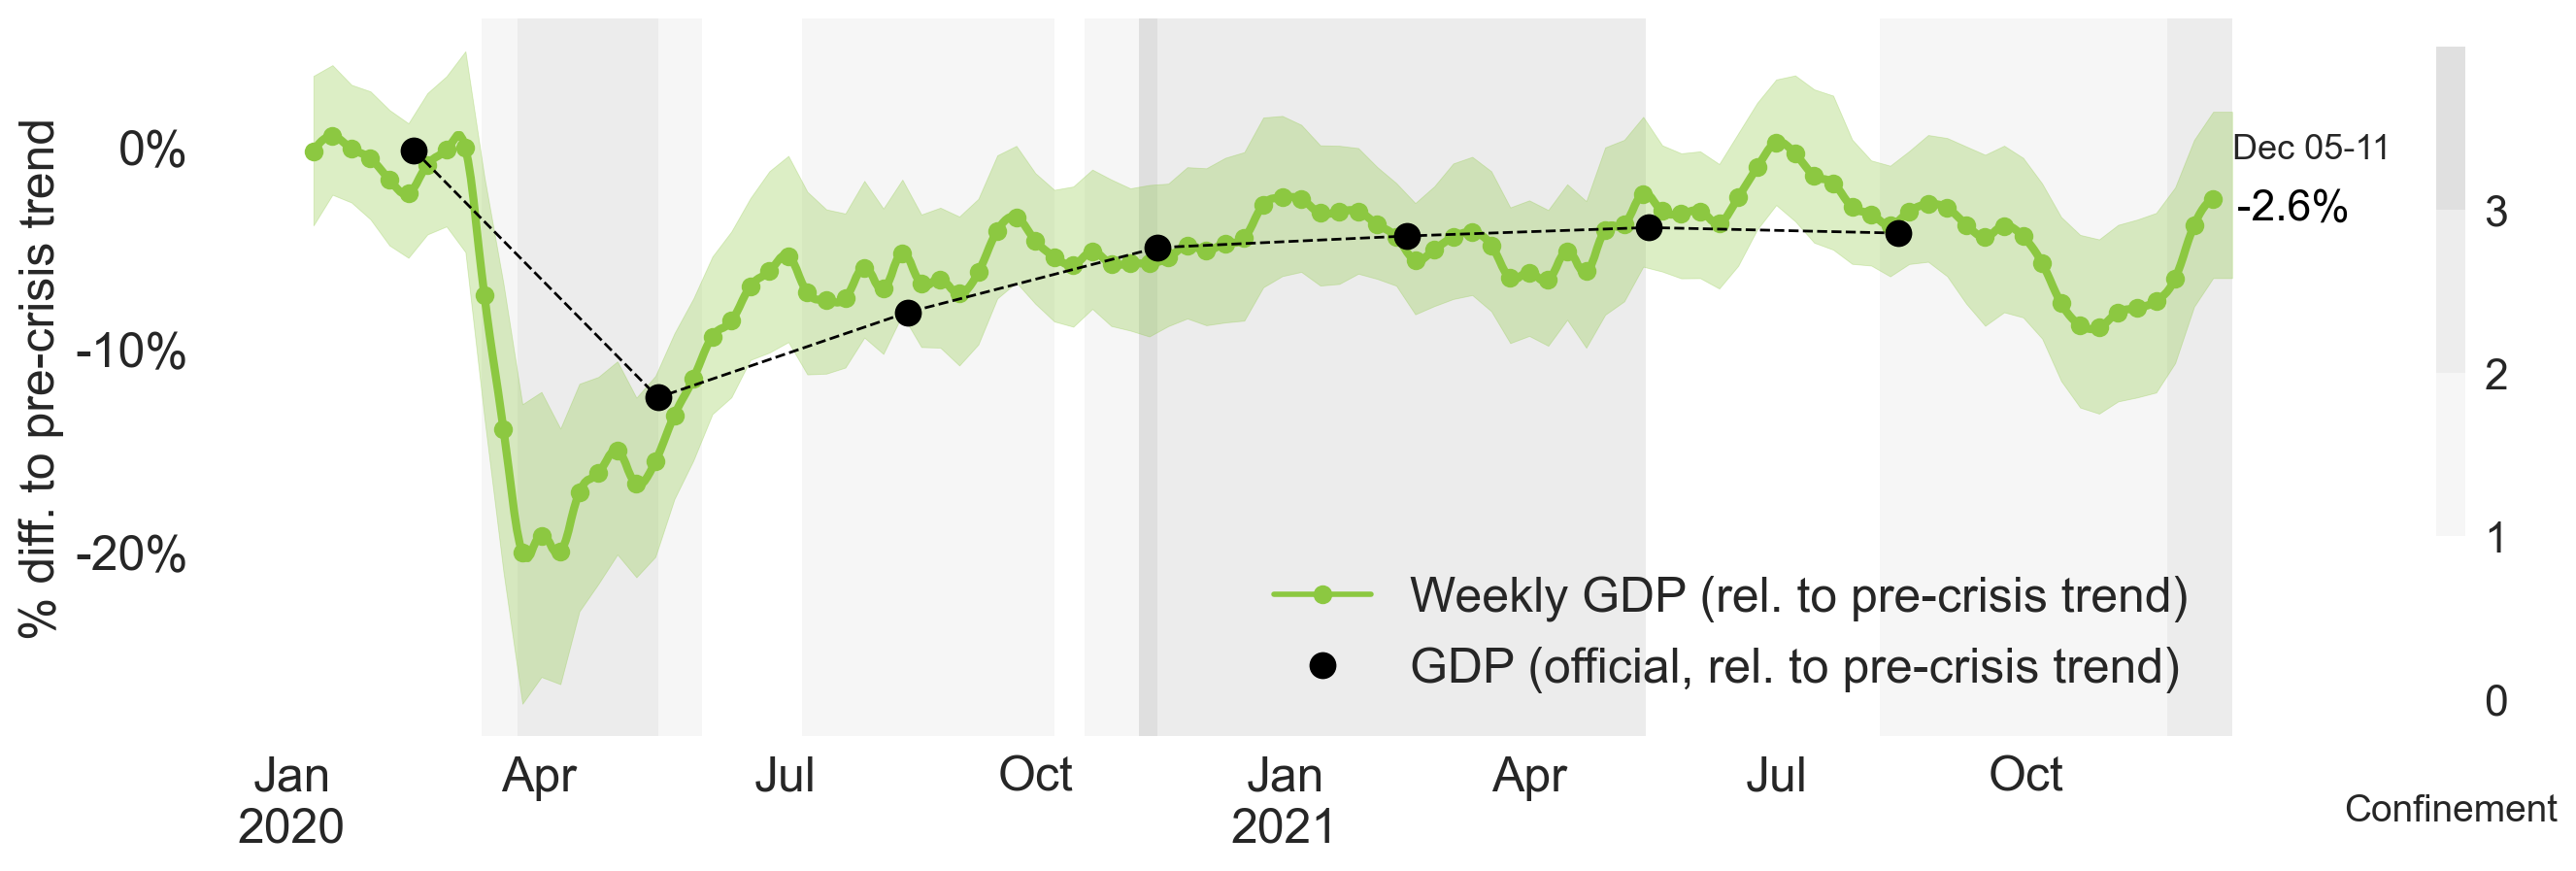 % diff. to pre-crisis trend
0%
-10%
-20%
Dec 05-11
-2.6%
Weekly GDP (rel. to pre-crisis trend)
GDP (official, rel. to pre-crisis trend)
3
2
1
0
Confinement
Jan Apr Jul Oct Jan Apr Jul Oct
2020 2021